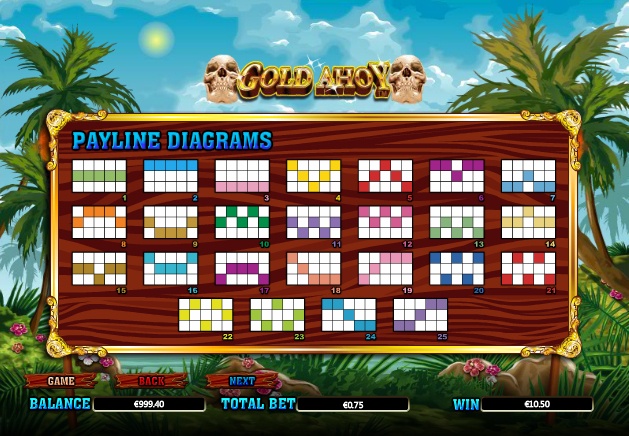 GOLD AHOY
TM
PAYLINE DIAGRAMS
1 2 3 4 5 6 7
8 9 10 11 12 13 14
15 16 17 18 19 20 21
22 23 24 25
GAME BACK NEXT
BALANCE €999.40 TOTAL BET €0.75 WIN €10.50